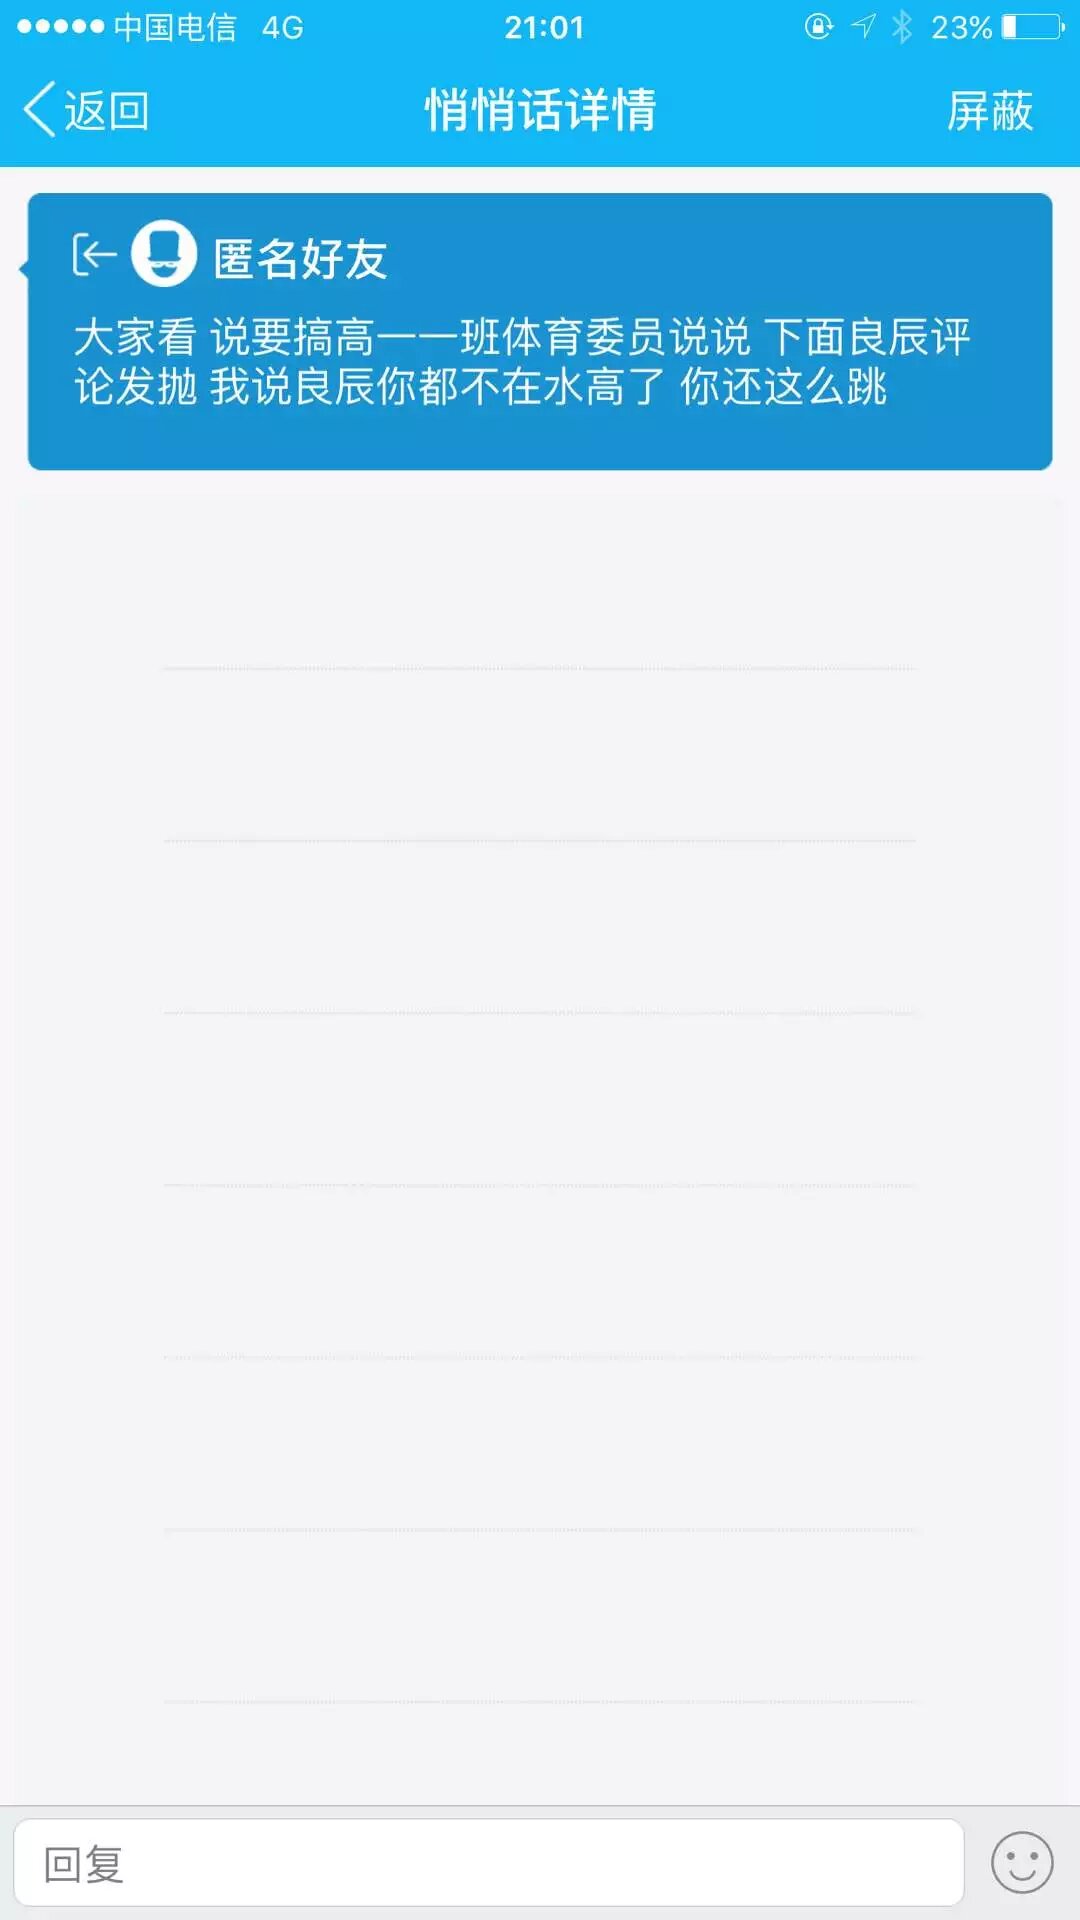 中国电信 4G 21:01 23%
返回 悄悄话详情 屏蔽
匿名好友
大家看 说要搞高一一班体育委员说说 下面良辰评
论发抛 我说良辰你都不在水高了 你还这么跳
回复